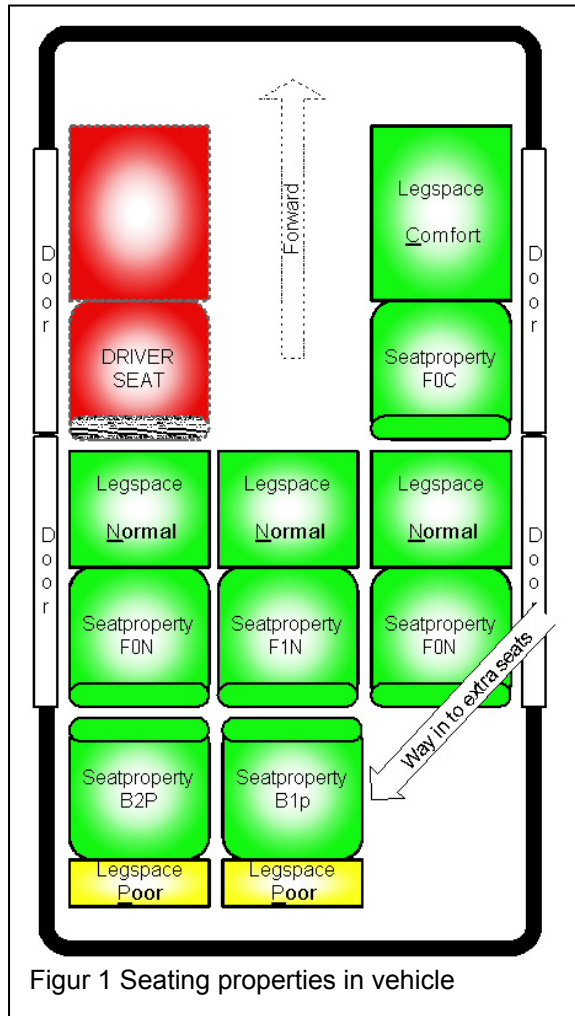 Forward
Legspace
Comfort
Door
Door
DRIVER
SEAT
Seatproperty
F0C
Legspace
Normal
Legspace
Normal
Legspace
Normal
Door
Door
Seatproperty
F0N
Seatproperty
F1N
Seatproperty
F0N
Way in to extra seats
Seatproperty
B2P
Seatproperty
B1p
Legspace
Poor
Legspace
Poor
Figur 1 Seating properties in vehicle